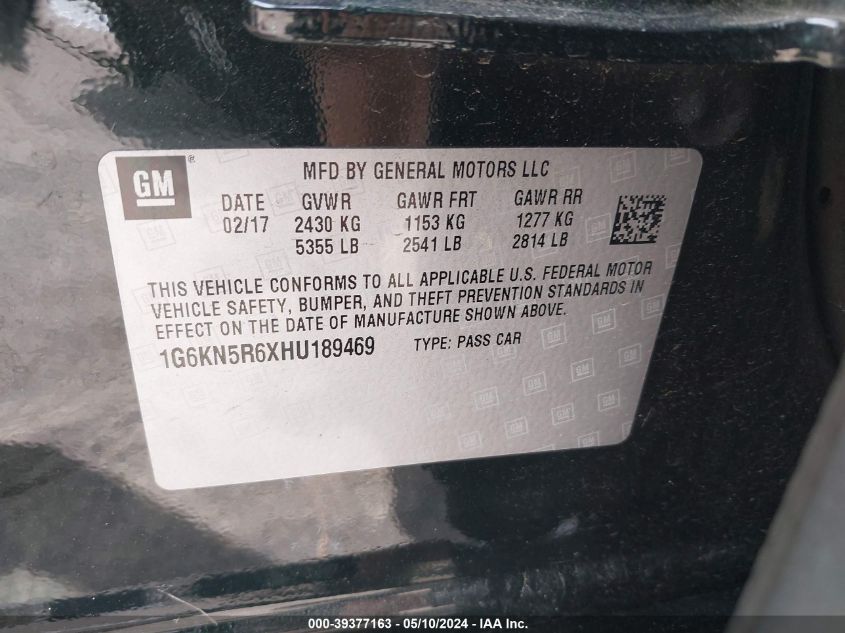 GM ®
MFD BY GENERAL MOTORS LLC
DATE GVWR GAWR FRT GAWR RR
02/17 2430 KG 1153 KG 1277 KG
5355 LB 2541 LB 2814 LB
THIS VEHICLE CONFORMS TO ALL APPLICABLE U.S. FEDERAL MOTOR
VEHICLE SAFETY, BUMPER, AND THEFT PREVENTION STANDARDS IN
EFFECT ON THE DATE OF MANUFACTURE SHOWN ABOVE.
1G6KN5R6XHU189469 TYPE: PASS CAR
000-39377163 - 05/10/2024 - IAA Inc.